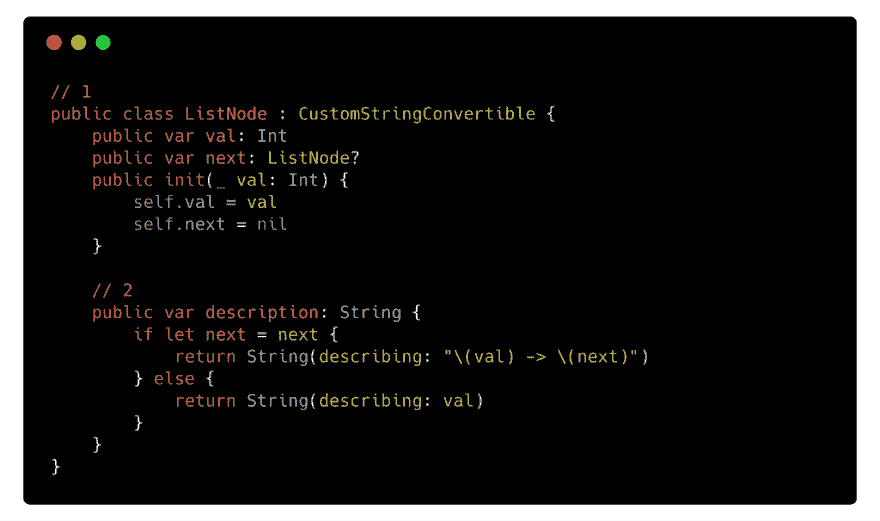 // 1
public class ListNode : CustomStringConvertible {
    public var val: Int
    public var next: ListNode?
    public init(_ val: Int) {
        self.val = val
        self.next = nil
    }

    // 2
    public var description: String {
        if let next = next {
            return String(describing: "\(val) -> \(next)")
        } else {
            return String(describing: val)
        }
    }
}